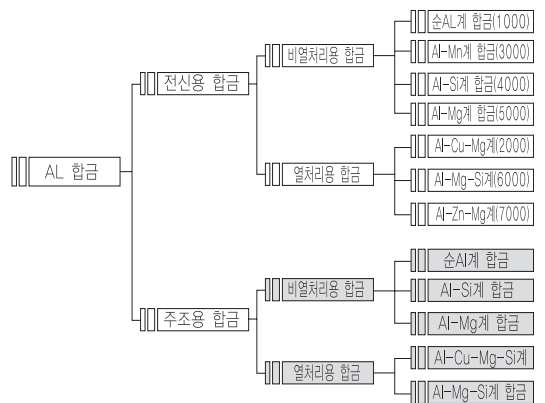 AL 합금
전신용 합금
비열처리용 합금
순AL계 합금(1000)
Al-Mn계 합금(3000)
Al-Si계 합금(4000)
Al-Mg계 합금(5000)
열처리용 합금
Al-Cu-Mg계(2000)
Al-Mg-Si계(6000)
Al-Zn-Mg계(7000)
주조용 합금
비열처리용 합금
순Al계 합금
Al-Si계 합금
Al-Mg계 합금
열처리용 합금
Al-Cu-Mg-Si계
Al-Mg-Si계 합금